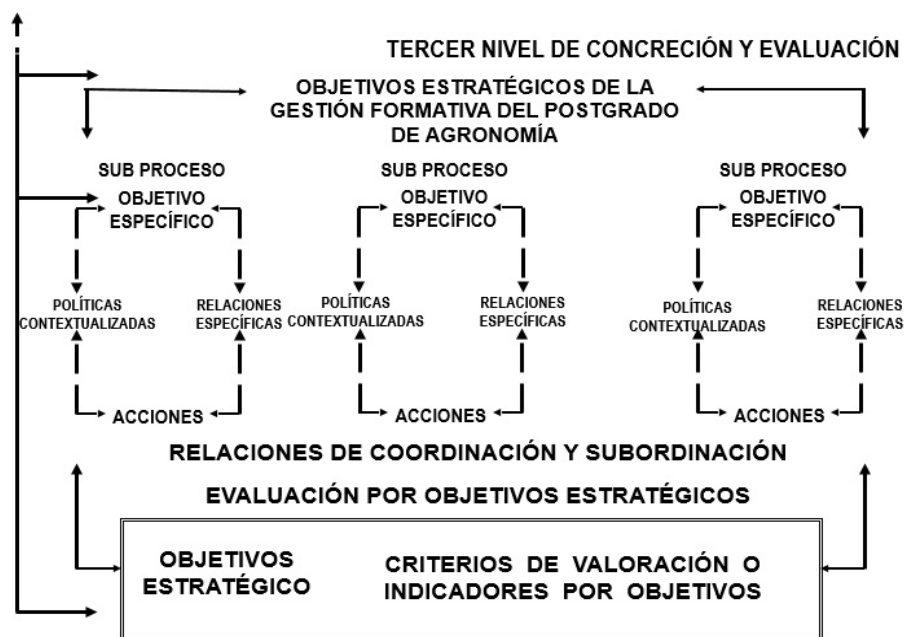 TERCER NIVEL DE CONCRECIÓN Y EVALUACIÓN
OBJETIVOS ESTRATÉGICOS DE LA
GESTIÓN FORMATIVA DEL POSTGRADO
DE AGRONOMÍA
SUB PROCESO
OBJETIVO
ESPECÍFICO
POLÍTICAS
CONTEXTUALIZADAS
RELACIONES
ESPECÍFICAS
ACCIONES
SUB PROCESO
OBJETIVO
ESPECÍFICO
POLÍTICAS
CONTEXTUALIZADAS
RELACIONES
ESPECÍFICAS
ACCIONES
SUB PROCESO
OBJETIVO
ESPECÍFICO
POLÍTICAS
CONTEXTUALIZADAS
RELACIONES
ESPECÍFICAS
ACCIONES
RELACIONES DE COORDINACIÓN Y SUBORDINACIÓN
EVALUACIÓN POR OBJETIVOS ESTRATÉGICOS
OBJETIVOS
ESTRATÉGICO
CRITERIOS DE VALORACIÓN O
INDICADORES POR OBJETIVOS